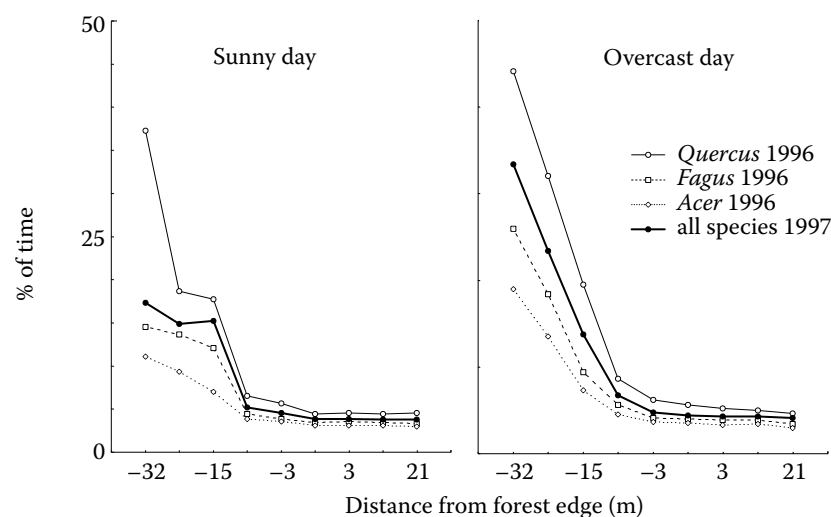 50
25
0
% of time
Sunny day
Overcast day
Quercus 1996
Fagus 1996
Acer 1996
all species 1997
−32 −15 −3 3 21
−32 −15 −3 3 21
Distance from forest edge (m)